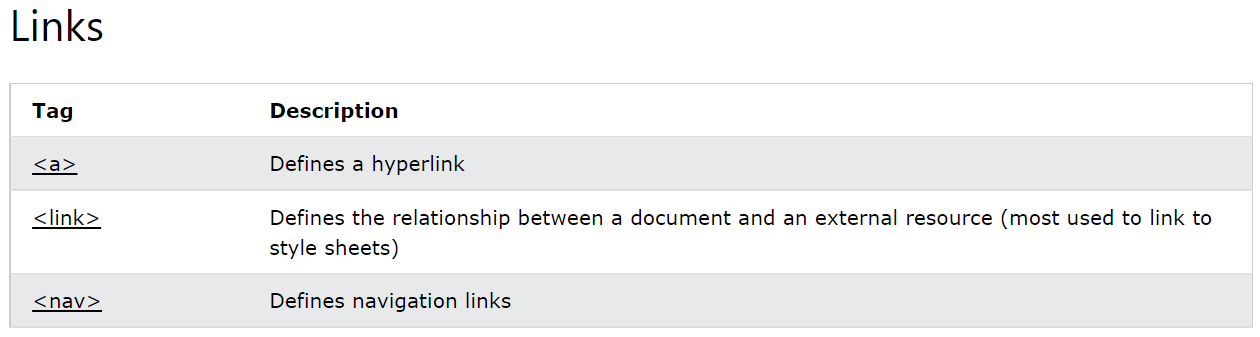 Links
Tag Description
<a> Defines a hyperlink
<link> Defines the relationship between a document and an external resource (most used to link to
style sheets)
<nav> Defines navigation links